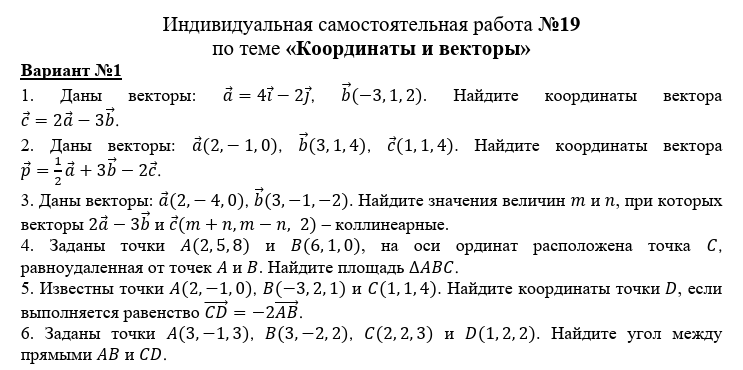 Индивидуальная самостоятельная работа №19
по теме «Координаты и векторы»
Вариант №1
1. Даны векторы: a⃗ = 4i⃗ − 2j⃗, b⃗(−3, 1, 2). Найдите координаты вектора
c⃗ = 2a⃗ − 3b⃗.
2. Даны векторы: a⃗(2, − 1, 0), b⃗(3, 1, 4), c⃗(1, 1, 4). Найдите координаты вектора
p⃗ = ½a⃗ + 3b⃗ − 2c⃗.
3. Даны векторы: a⃗(2, − 4, 0), b⃗(3, −1, −2). Найдите значения величин m и n, при которых
векторы 2a⃗ − 3b⃗ и c⃗(m + n, m − n, 2) – коллинеарные.
4. Заданы точки A(2, 5, 8) и B(6, 1, 0), на оси ординат расположена точка C,
равноудаленная от точек A и B. Найдите площадь ΔABC.
5. Известны точки A(2, −1, 0), B(−3, 2, 1) и C(1, 1, 4). Найдите координаты точки D, если
выполняется равенство C͞D⃗ = −2A͞B⃗.
6. Заданы точки A(3, −1, 3), B(3, −2, 2), C(2, 2, 3) и D(1, 2, 2). Найдите угол между
прямыми AB и CD.